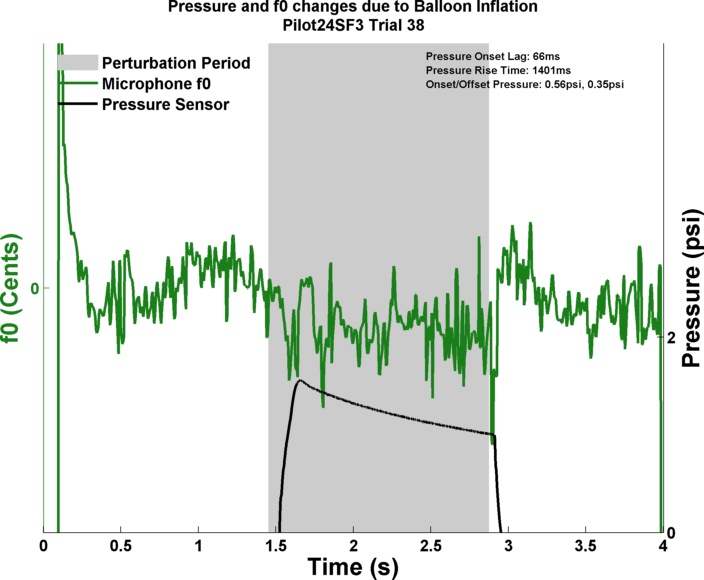 Pressure and f0 changes due to Balloon Inflation
Pilot24SF3 Trial 38
Perturbation Period
Microphone f0
Pressure Sensor
Pressure Onset Lag: 66ms
Pressure Rise Time: 1401ms
Onset/Offset Pressure: 0.56psi, 0.35psi
f0 (Cents)
0
Pressure (psi)
2
0
0 0.5 1 1.5 2 2.5 3 3.5 4
Time (s)